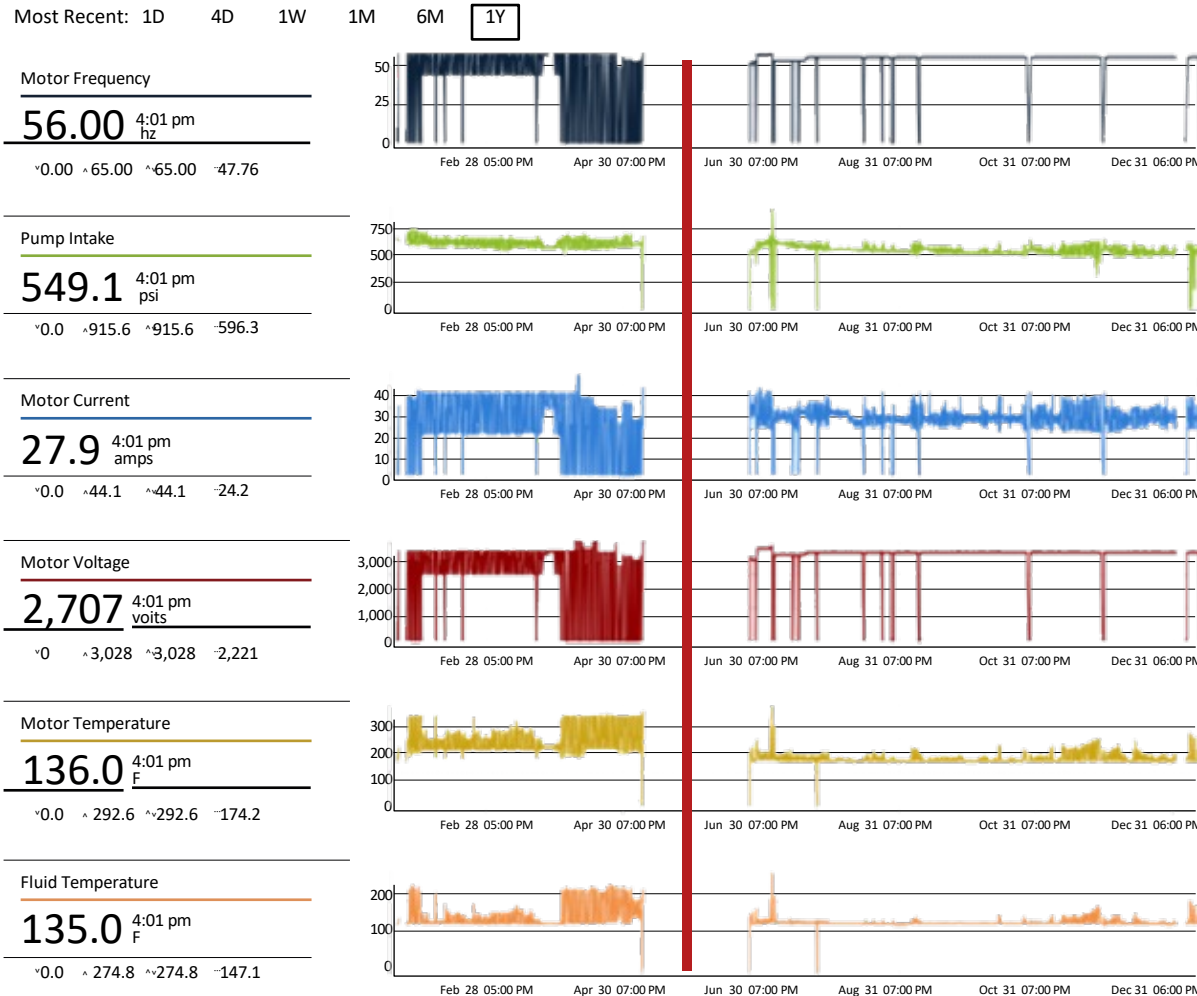 Most Recent: 1D 4D 1W 1M 6M 1Y
Motor Frequency
56.00 4:01 pm
hz
˅0.00 ˄65.00 ˄˅65.00 ¨47.76
50
25
0
Feb 28 05:00 PM Apr 30 07:00 PM Jun 30 07:00 PM Aug 31 07:00 PM Oct 31 07:00 PM Dec 31 06:00 PM
Pump Intake
549.1 4:01 pm
psi
˅0.0 ˄915.6 ˄915.6 ¨596.3
750
500
250
0
Feb 28 05:00 PM Apr 30 07:00 PM Jun 30 07:00 PM Aug 31 07:00 PM Oct 31 07:00 PM Dec 31 06:00 PM
Motor Current
27.9 4:01 pm
amps
˅0.0 ˄44.1 ˄˅44.1 ¨24.2
40
30
20
10
0
Feb 28 05:00 PM Apr 30 07:00 PM Jun 30 07:00 PM Aug 31 07:00 PM Oct 31 07:00 PM Dec 31 06:00 PM
Motor Voltage
2,707 4:01 pm
voits
˅0 ˄3,028 ˄˅3,028 ¨2,221
3,000
2,000
1,000
0
Feb 28 05:00 PM Apr 30 07:00 PM Jun 30 07:00 PM Aug 31 07:00 PM Oct 31 07:00 PM Dec 31 06:00 PM
Motor Temperature
136.0 4:01 pm
F
˅0.0 ˄292.6 ˄˅292.6 ¨174.2
300
200
100
0
Feb 28 05:00 PM Apr 30 07:00 PM Jun 30 07:00 PM Aug 31 07:00 PM Oct 31 07:00 PM Dec 31 06:00 PM
Fluid Temperature
135.0 4:01 pm
F
˅0.0 ˄274.8 ˄˅274.8 ¨147.1
200
100
0
Feb 28 05:00 PM Apr 30 07:00 PM Jun 30 07:00 PM Aug 31 07:00 PM Oct 31 07:00 PM Dec 31 06:00 PM